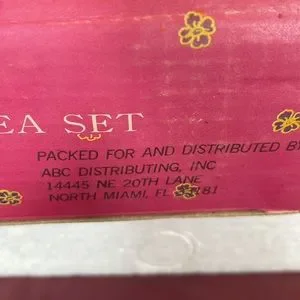 EA SET
PACKED FOR AND DISTRIBUTED BY
ABC DISTRIBUTING, INC
14445 NE 20TH LANE
NORTH MIAMI, FL